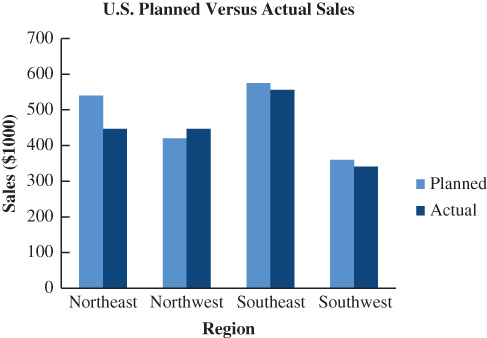 U.S. Planned Versus Actual Sales
700
600
500
400
300
200
100
0
Sales ($1000)
Northeast Northwest Southeast Southwest
Region
Planned
Actual